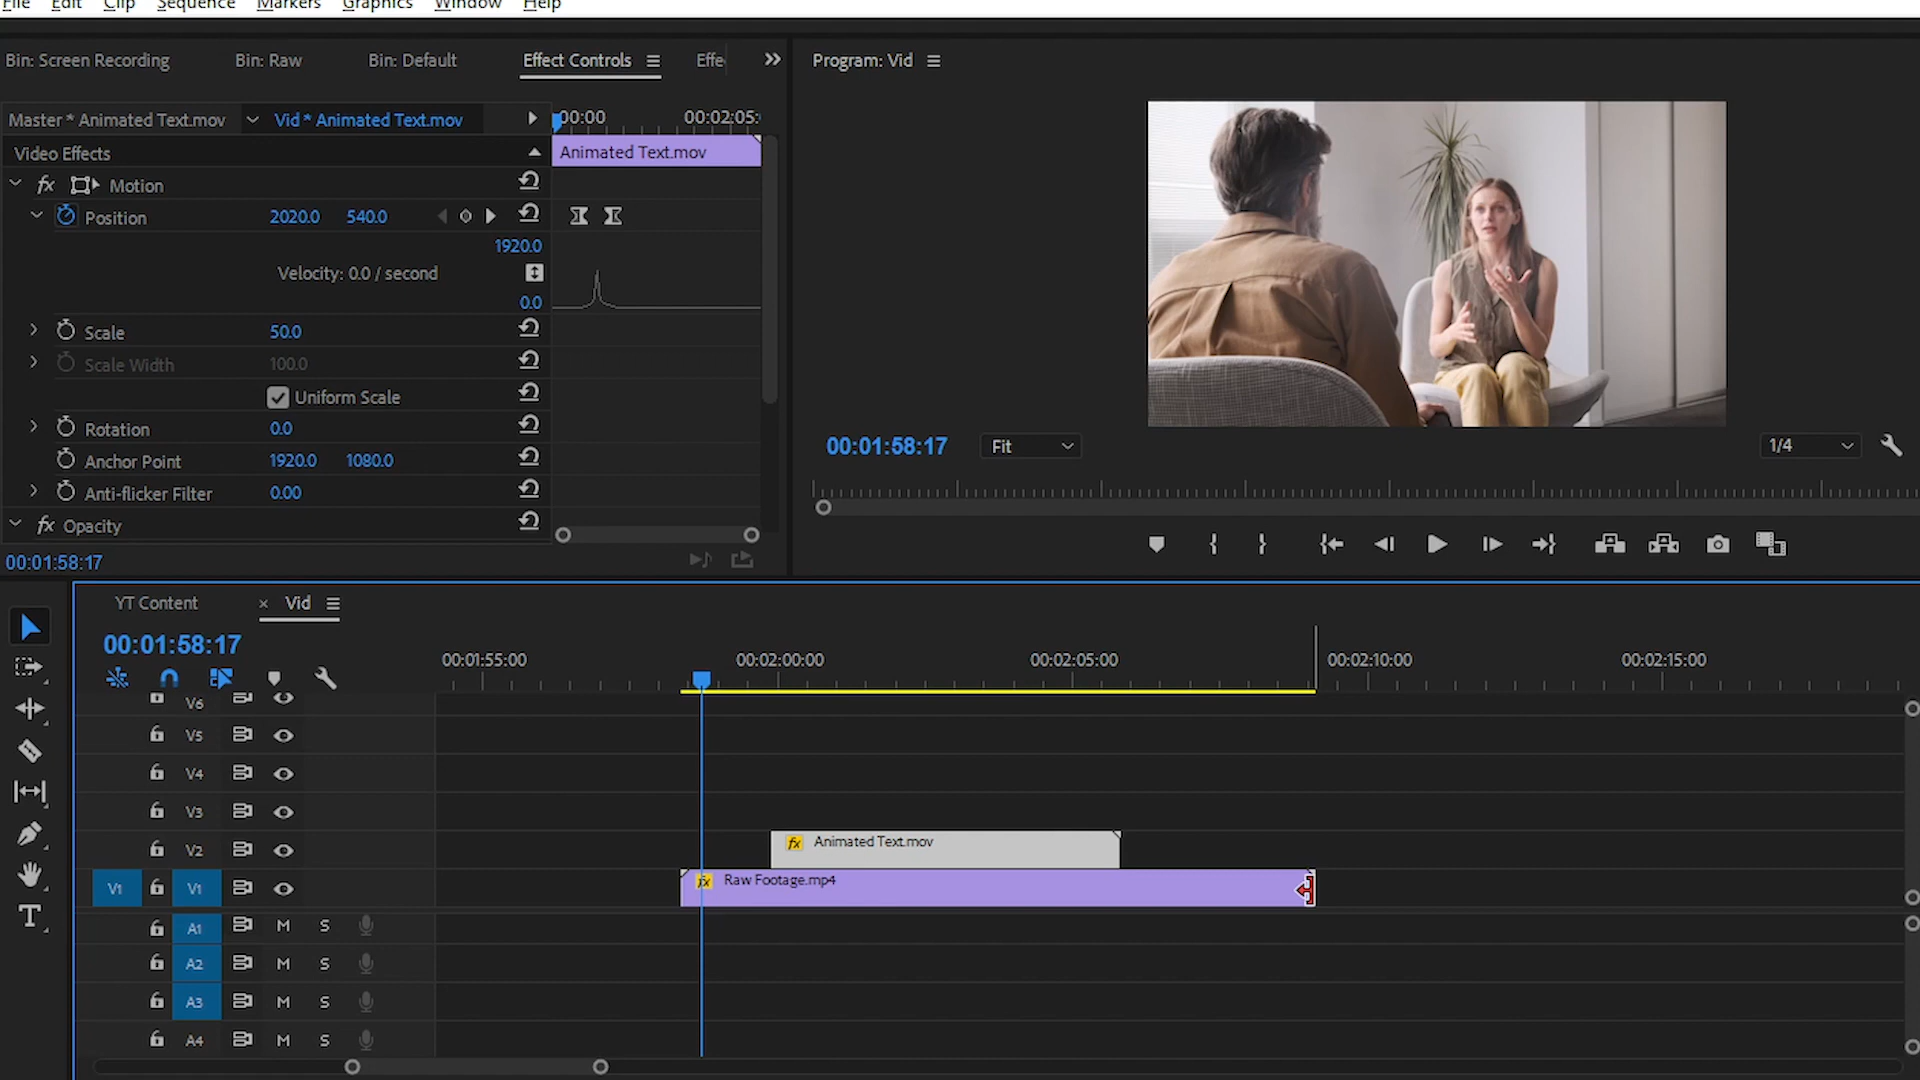 File Edit Clip Sequence Markers Graphics Window Help
Bin: Screen Recording Bin: Raw Bin: Default Effect Controls Effe
Program: Vid
Master * Animated Text.mov Vid * Animated Text.mov
:00:00 00:02:05:
Video Effects
Animated Text.mov
fx Motion
Position 2020.0 540.0
1920.0
Velocity: 0.0 / second
0.0
Scale 50.0
Scale Width 100.0
Uniform Scale
Rotation 0.0
Anchor Point 1920.0 1080.0
Anti-flicker Filter 0.00
fx Opacity
00:01:58:17
00:01:58:17 Fit 1/4
YT Content × Vid
00:01:58:17
00:01:55:00 00:02:00:00 00:02:05:00 00:02:10:00 00:02:15:00
V6
V5
V4
V3
V2
fx Animated Text.mov
V1 V1
fx Raw Footage.mp4
A1 M S
A2 M S
A3 M S
A4 M S